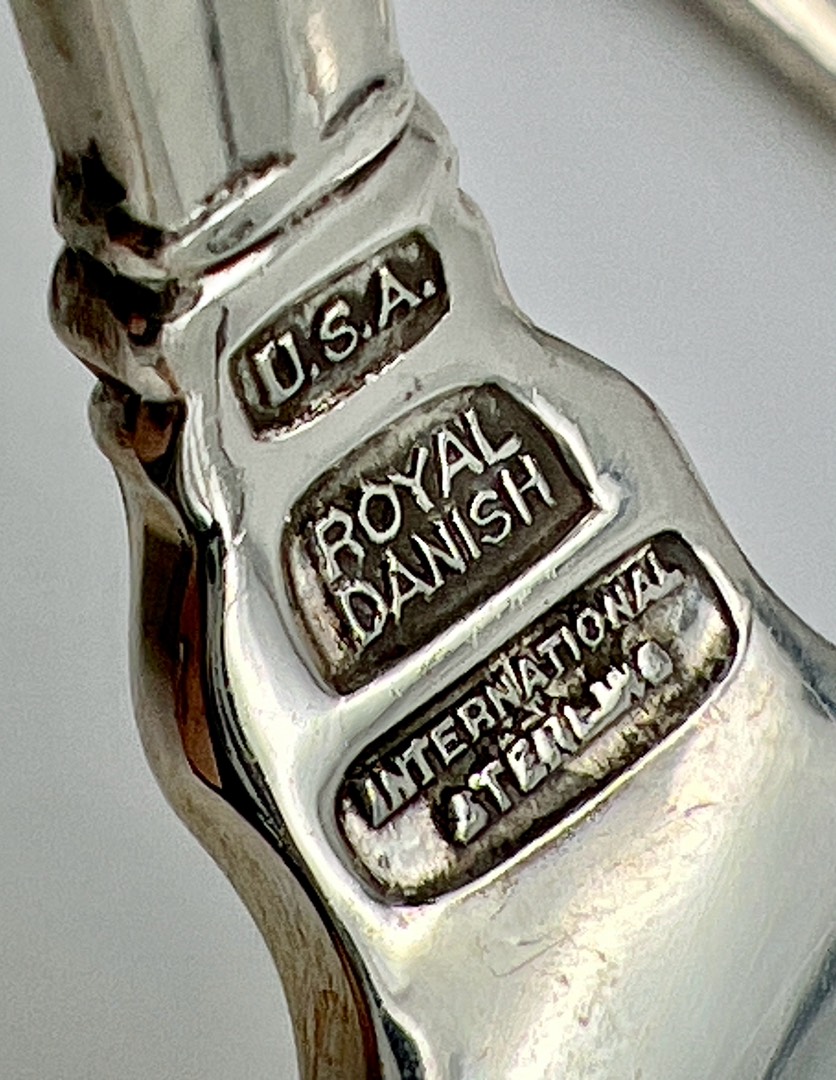 U.S.A.
ROYAL
DANISH
INTERNATIONAL
STERLING